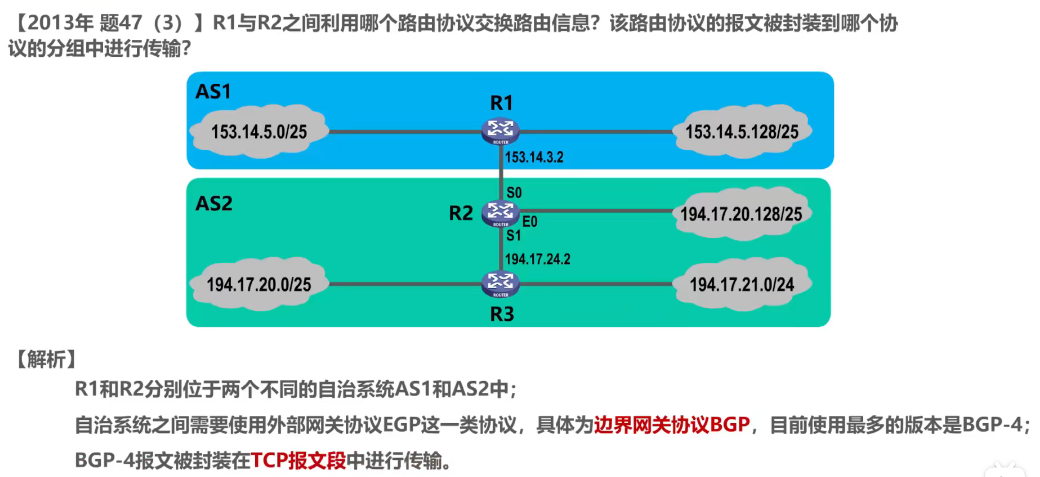 【2013年 题47（3）】R1与R2之间利用哪个路由协议交换路由信息？该路由协议的报文被封装到哪个协
议的分组中进行传输？
AS1
R1
153.14.5.0/25
153.14.5.128/25
ROUTER
153.14.3.2
AS2
S0
R2
194.17.20.128/25
ROUTER
E0
S1
194.17.24.2
194.17.20.0/25
194.17.21.0/24
ROUTER
R3
【解析】
R1和R2分别位于两个不同的自治系统AS1和AS2中；
自治系统之间需要使用外部网关协议EGP这一类协议，具体为边界网关协议BGP，目前使用最多的版本是BGP-4；
BGP-4报文被封装在TCP报文段中进行传输。